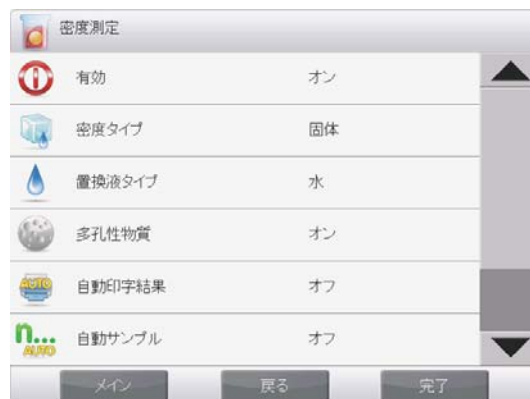 密度測定
有効 オン
密度タイプ 固体
置換液タイプ 水
多孔性物質 オン
AUTO 自動印字結果 オフ
n... AUTO 自動サンプル オフ
メイン 戻る 完了